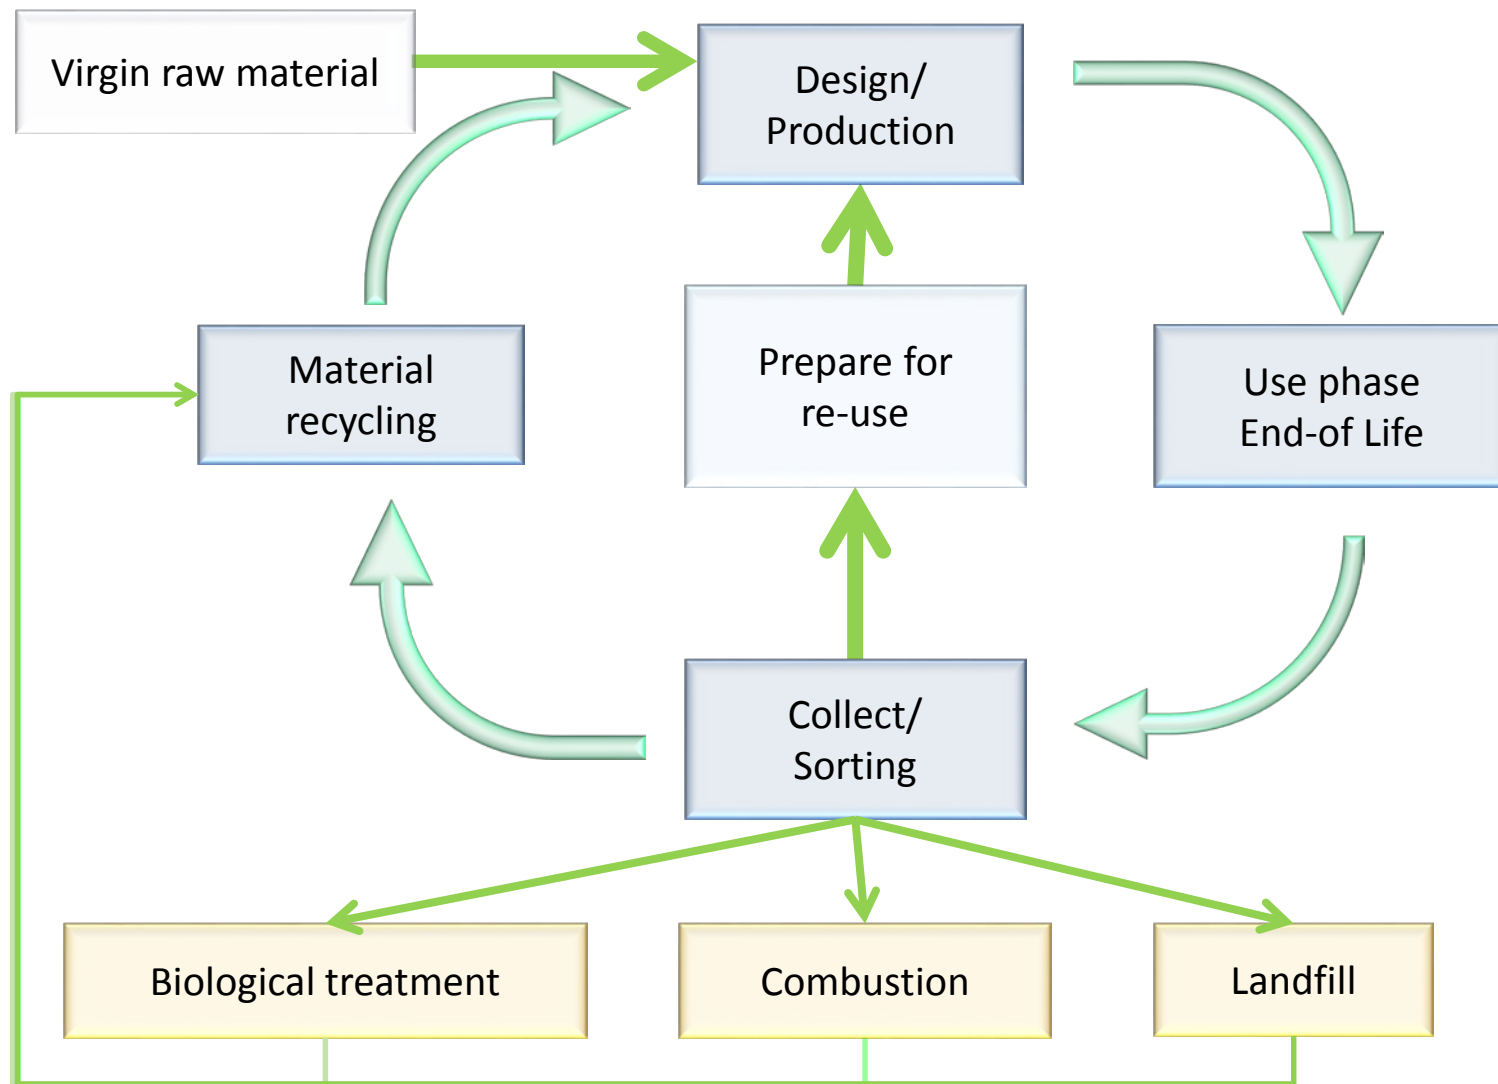 Virgin raw material
Design/
Production
Material
recycling
Prepare for
re-use
Use phase
End-of Life
Collect/
Sorting
Biological treatment
Combustion
Landfill